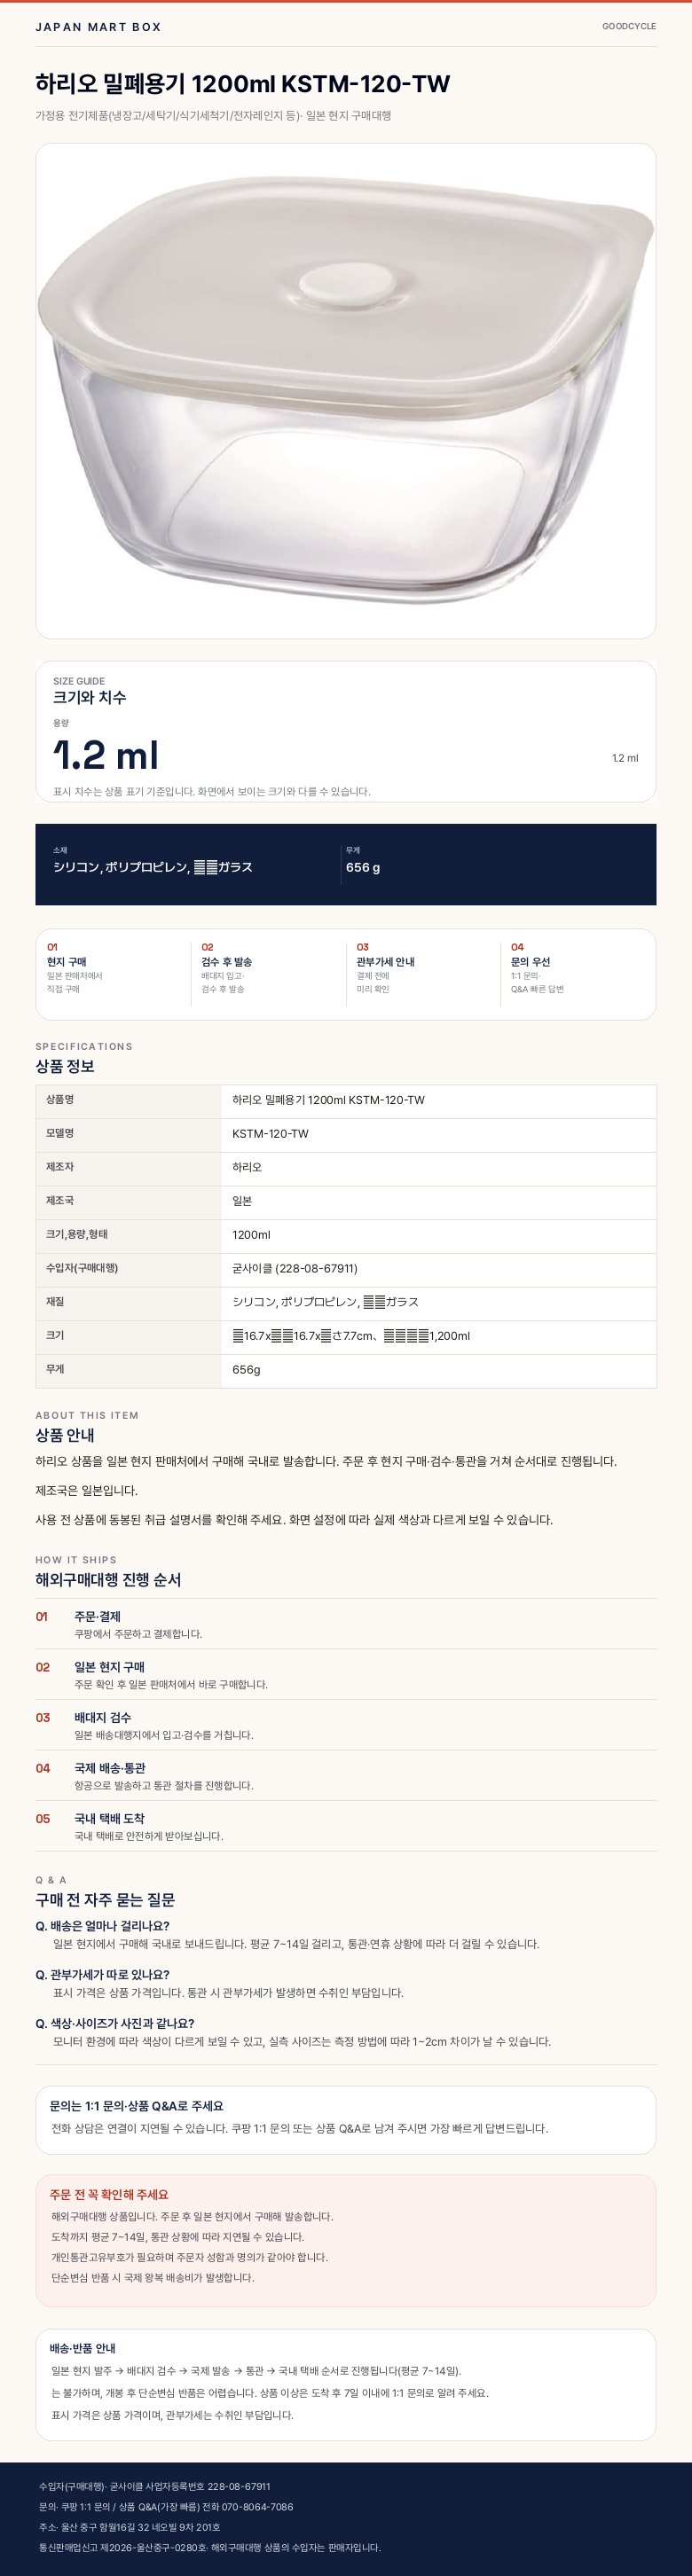 JAPAN MART BOX
GOODCYCLE
하리오 밀폐용기 1200ml KSTM-120-TW
가정용 전기제품(냉장고/세탁기/식기세척기/전자레인지 등)· 일본 현지 구매대행
SIZE GUIDE
크기와 치수
용량
1.2 ml
1.2 ml
표시 치수는 상품 표기 기준입니다. 화면에서 보이는 크기와 다를 수 있습니다.
소재
シリコン, ポリプロピレン, ガラス
무게
656 g
01
현지 구매
일본 판매처에서
직접 구매
02
검수 후 발송
배대지 입고·
검수 후 발송
03
관부가세 안내
결제 전에
미리 확인
04
문의 우선
1:1 문의·
Q&A 빠른 답변
SPECIFICATIONS
상품 정보
상품명
하리오 밀폐용기 1200ml KSTM-120-TW
모델명
KSTM-120-TW
제조자
하리오
제조국
일본
크기,용량,형태
1200ml
수입자(구매대행)
굳사이클 (228-08-67911)
재질
シリコン, ポリプロピレン, ガラス
크기
16.7x16.7xさ7.7cm、1,200ml
무게
656g
ABOUT THIS ITEM
상품 안내
하리오 상품을 일본 현지 판매처에서 구매해 국내로 발송합니다. 주문 후 현지 구매·검수·통관을 거쳐 순서대로 진행됩니다.
제조국은 일본입니다.
사용 전 상품에 동봉된 취급 설명서를 확인해 주세요. 화면 설정에 따라 실제 색상과 다르게 보일 수 있습니다.
HOW IT SHIPS
해외구매대행 진행 순서
01
주문·결제
쿠팡에서 주문하고 결제합니다.
02
일본 현지 구매
주문 확인 후 일본 판매처에서 바로 구매합니다.
03
배대지 검수
일본 배송대행지에서 입고·검수를 거칩니다.
04
국제 배송·통관
항공으로 발송하고 통관 절차를 진행합니다.
05
국내 택배 도착
국내 택배로 안전하게 받아보십니다.
Q & A
구매 전 자주 묻는 질문
Q. 배송은 얼마나 걸리나요?
일본 현지에서 구매해 국내로 보내드립니다. 평균 7~14일 걸리고, 통관·연휴 상황에 따라 더 걸릴 수 있습니다.
Q. 관부가세가 따로 있나요?
표시 가격은 상품 가격입니다. 통관 시 관부가세가 발생하면 수취인 부담입니다.
Q. 색상·사이즈가 사진과 같나요?
모니터 환경에 따라 색상이 다르게 보일 수 있고, 실측 사이즈는 측정 방법에 따라 1~2cm 차이가 날 수 있습니다.
문의는 1:1 문의·상품 Q&A로 주세요
전화 상담은 연결이 지연될 수 있습니다. 쿠팡 1:1 문의 또는 상품 Q&A로 남겨 주시면 가장 빠르게 답변드립니다.
주문 전 꼭 확인해 주세요
해외구매대행 상품입니다. 주문 후 일본 현지에서 구매해 발송합니다.
도착까지 평균 7~14일, 통관 상황에 따라 지연될 수 있습니다.
개인통관고유부호가 필요하며 주문자 성함과 명의가 같아야 합니다.
단순변심 반품 시 국제 왕복 배송비가 발생합니다.
배송·반품 안내
일본 현지 발주 → 배대지 검수 → 국제 발송 → 통관 → 국내 택배 순서로 진행됩니다(평균 7~14일).
는 불가하며, 개봉 후 단순변심 반품은 어렵습니다. 상품 이상은 도착 후 7일 이내에 1:1 문의로 알려 주세요.
표시 가격은 상품 가격이며, 관부가세는 수취인 부담입니다.
수입자(구매대행)· 굳사이클 사업자등록번호 228-08-67911
문의· 쿠팡 1:1 문의 / 상품 Q&A(가장 빠름) 전화 070-8064-7086
주소· 울산 중구 함월16길 32 네오빌 9차 201호
통신판매업신고 제2026-울산중구-0280호· 해외구매대행 상품의 수입자는 판매자입니다.